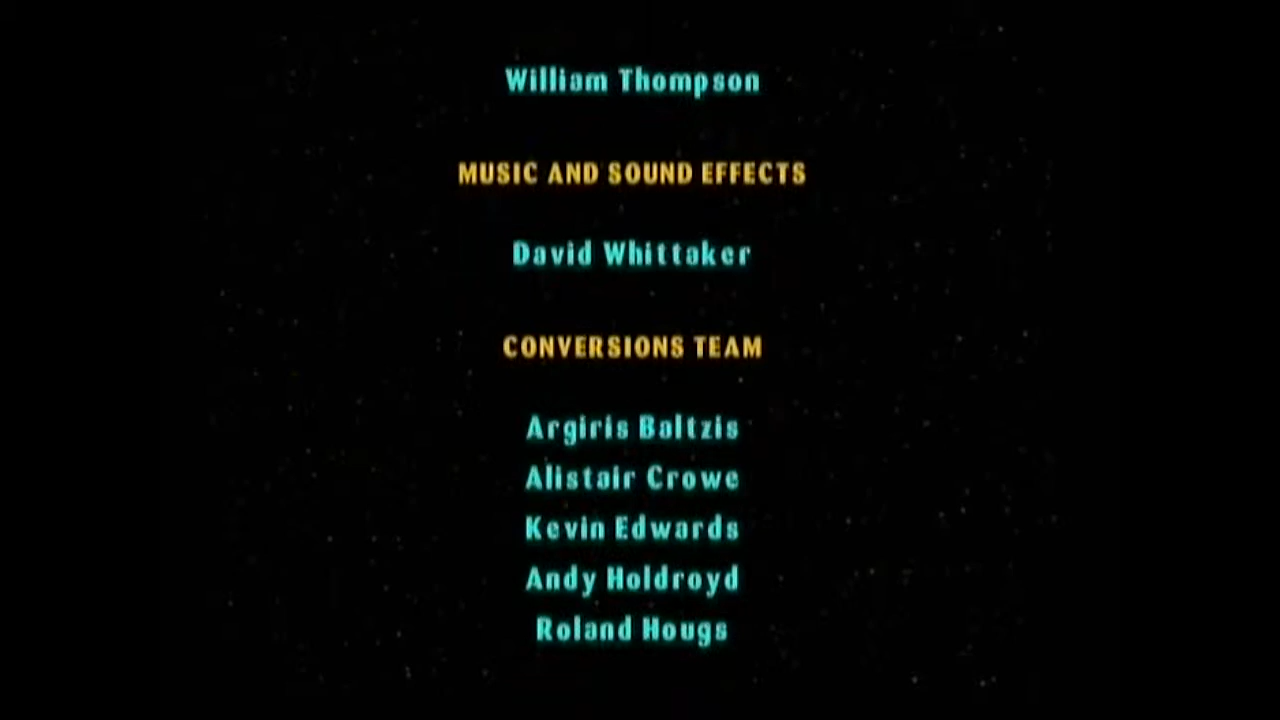 William Thompson
MUSIC AND SOUND EFFECTS
David Whittaker
CONVERSIONS TEAM
Argiris Baltzis
Alistair Crowe
Kevin Edwards
Andy Holdroyd
Roland Hougs